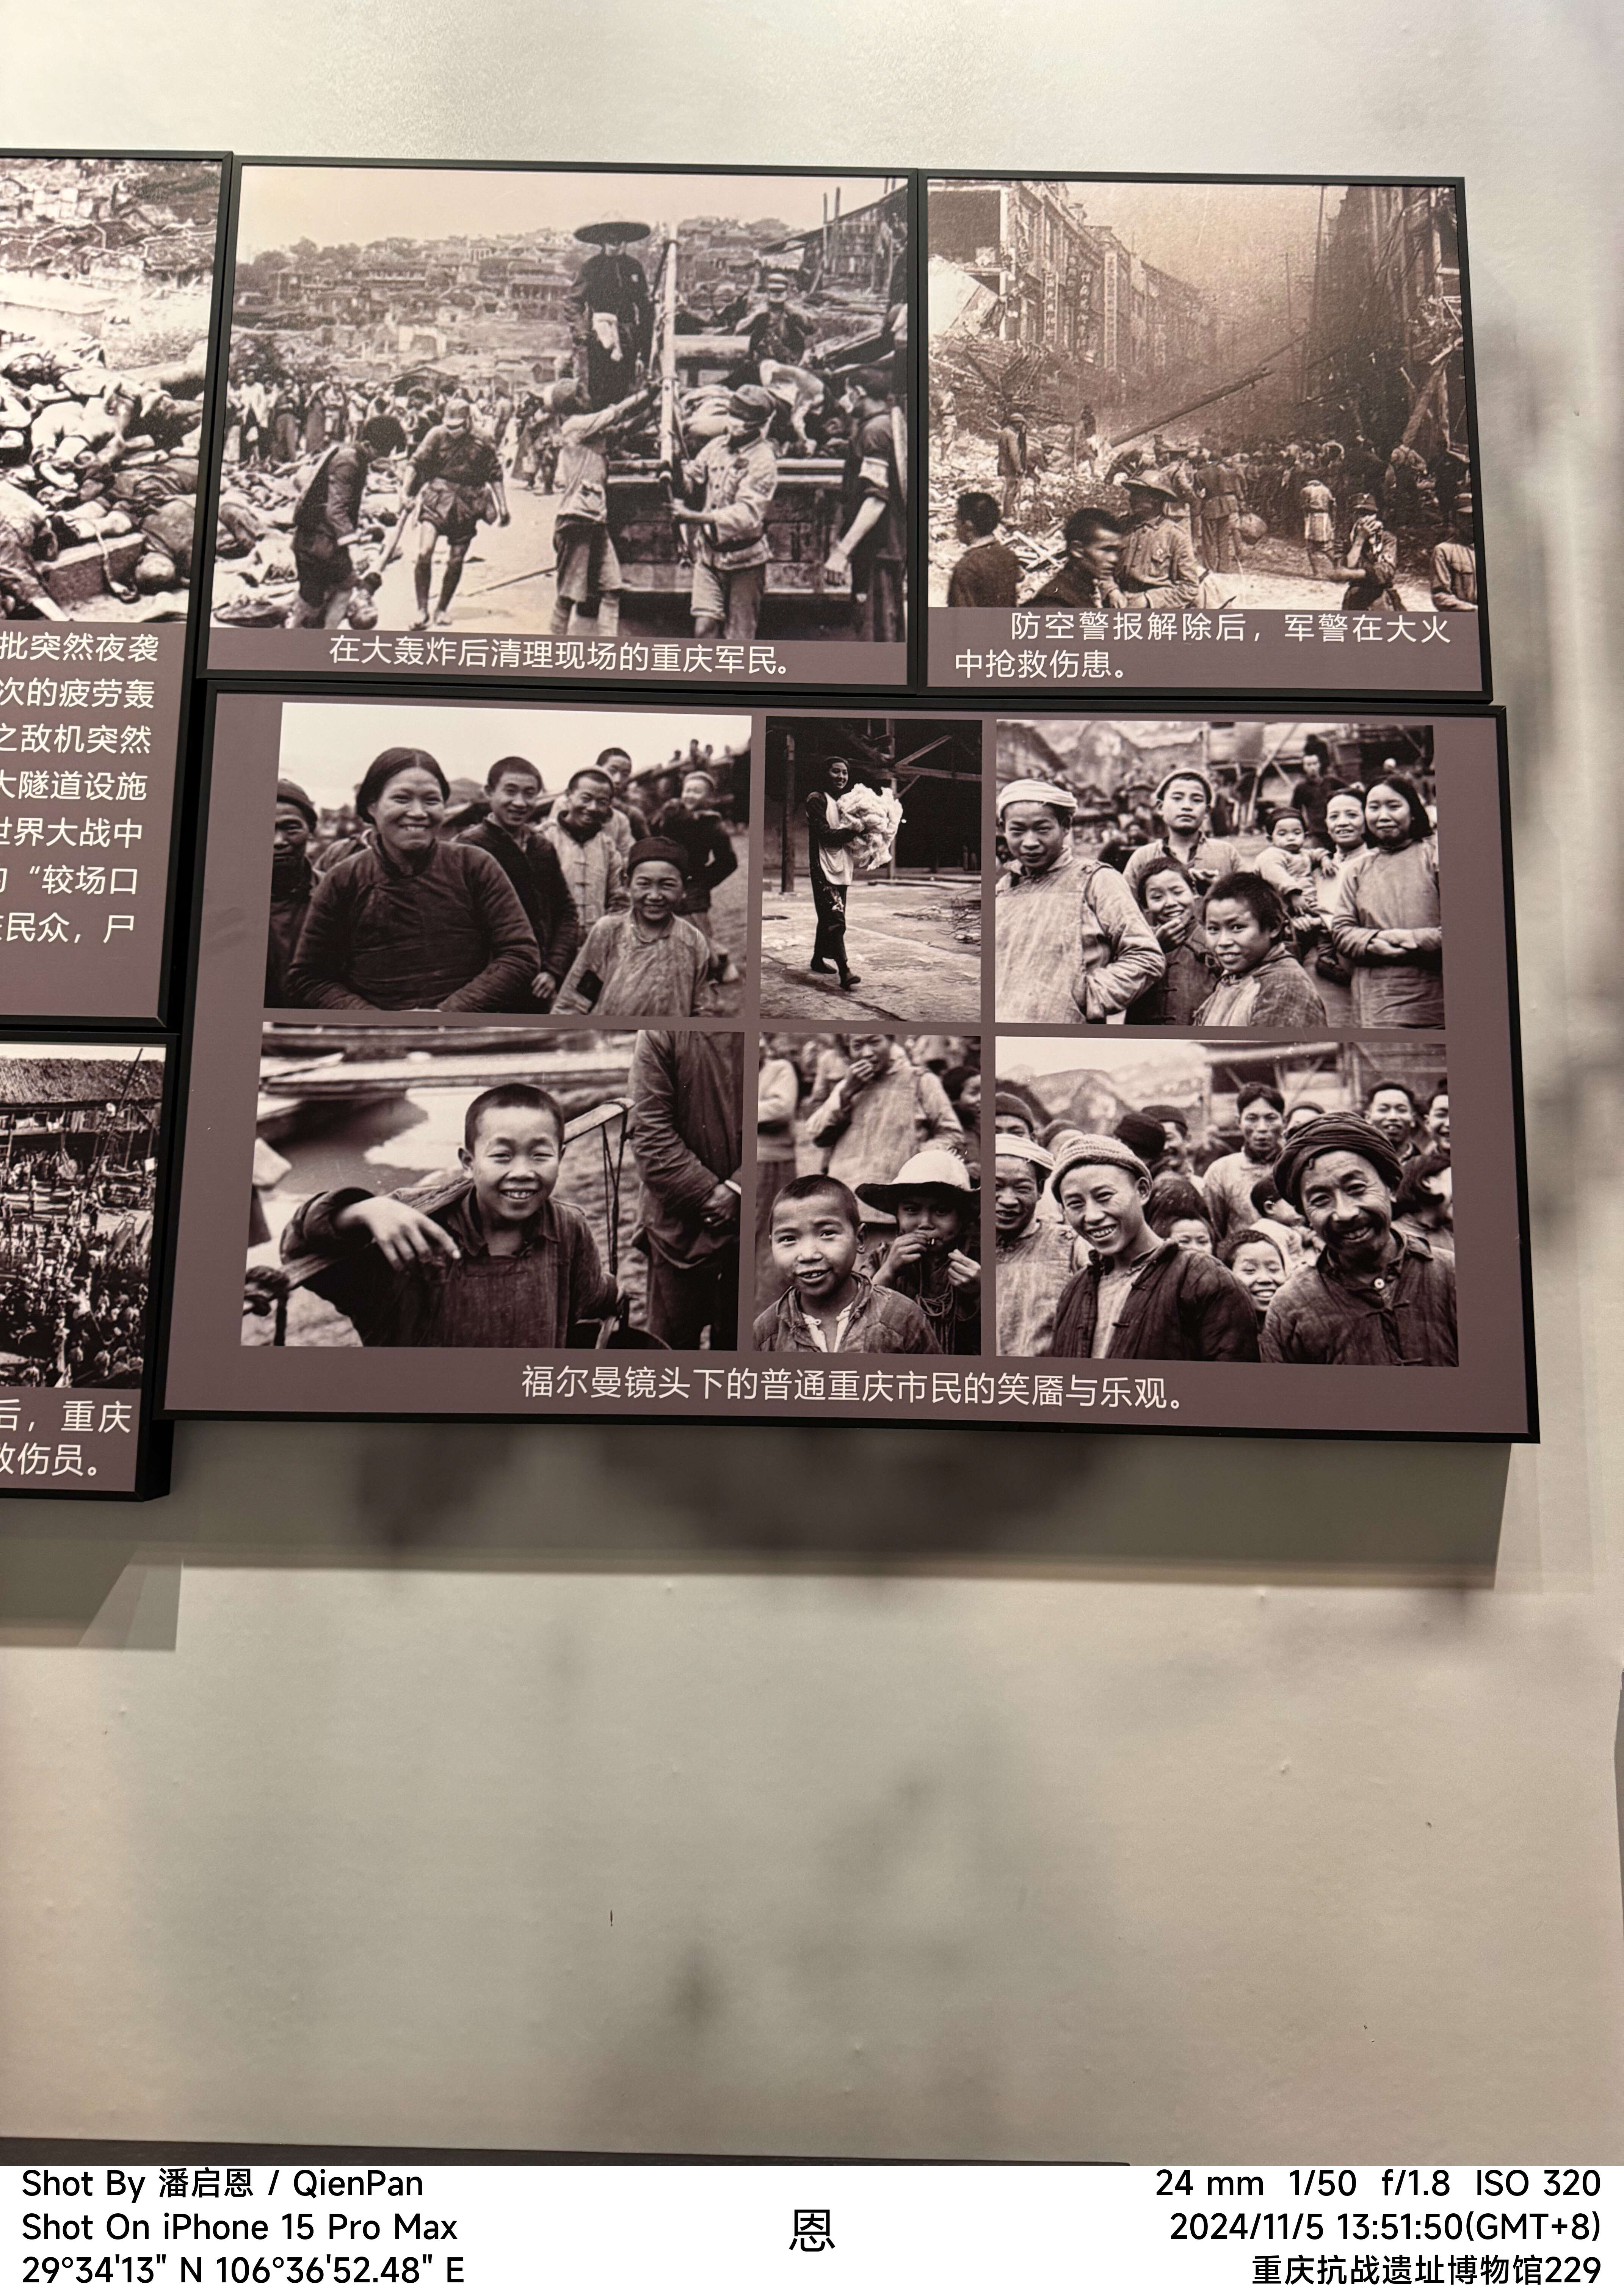 批突然夜袭
次的疲劳轰
之敌机突然
大隧道设施
世界大战中
“较场口
民众，尸
在大轰炸后清理现场的重庆军民。
防空警报解除后，军警在大火
中抢救伤患。
后，重庆
伤员。
福尔曼镜头下的普通重庆市民的笑靥与乐观。
Shot By 潘启恩 / QienPan
Shot On iPhone 15 Pro Max
29°34'13" N 106°36'52.48" E
恩
24 mm 1/50 f/1.8 ISO 320
2024/11/5 13:51:50(GMT+8)
重庆抗战遗址博物馆229